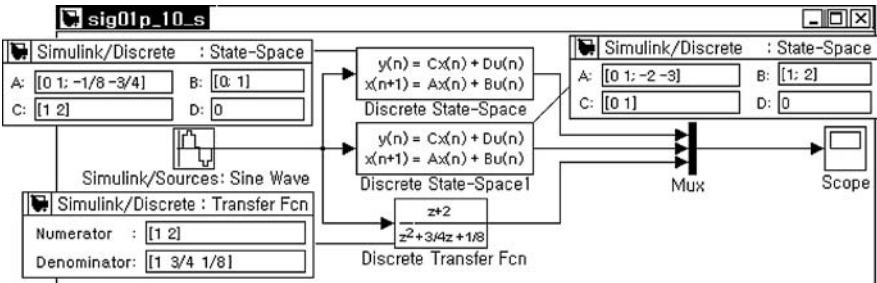 sig01p_10_s
Simulink/Discrete : State-Space
A: [0 1; -1/8 -3/4] B: [0; 1]
C: [1 2] D: 0
y(n) = Cx(n) + Du(n)
x(n+1) = Ax(n) + Bu(n)
Discrete State-Space
Simulink/Discrete : State-Space
A: [0 1; -2 -3] B: [1; 2]
C: [0 1] D: 0
y(n) = Cx(n) + Du(n)
x(n+1) = Ax(n) + Bu(n)
Discrete State-Space1
Simulink/Sources: Sine Wave
Mux
Scope
Simulink/Discrete : Transfer Fcn
Numerator : [1 2]
Denominator: [1 3/4 1/8]
z+2
z²+3/4z+1/8
Discrete Transfer Fcn